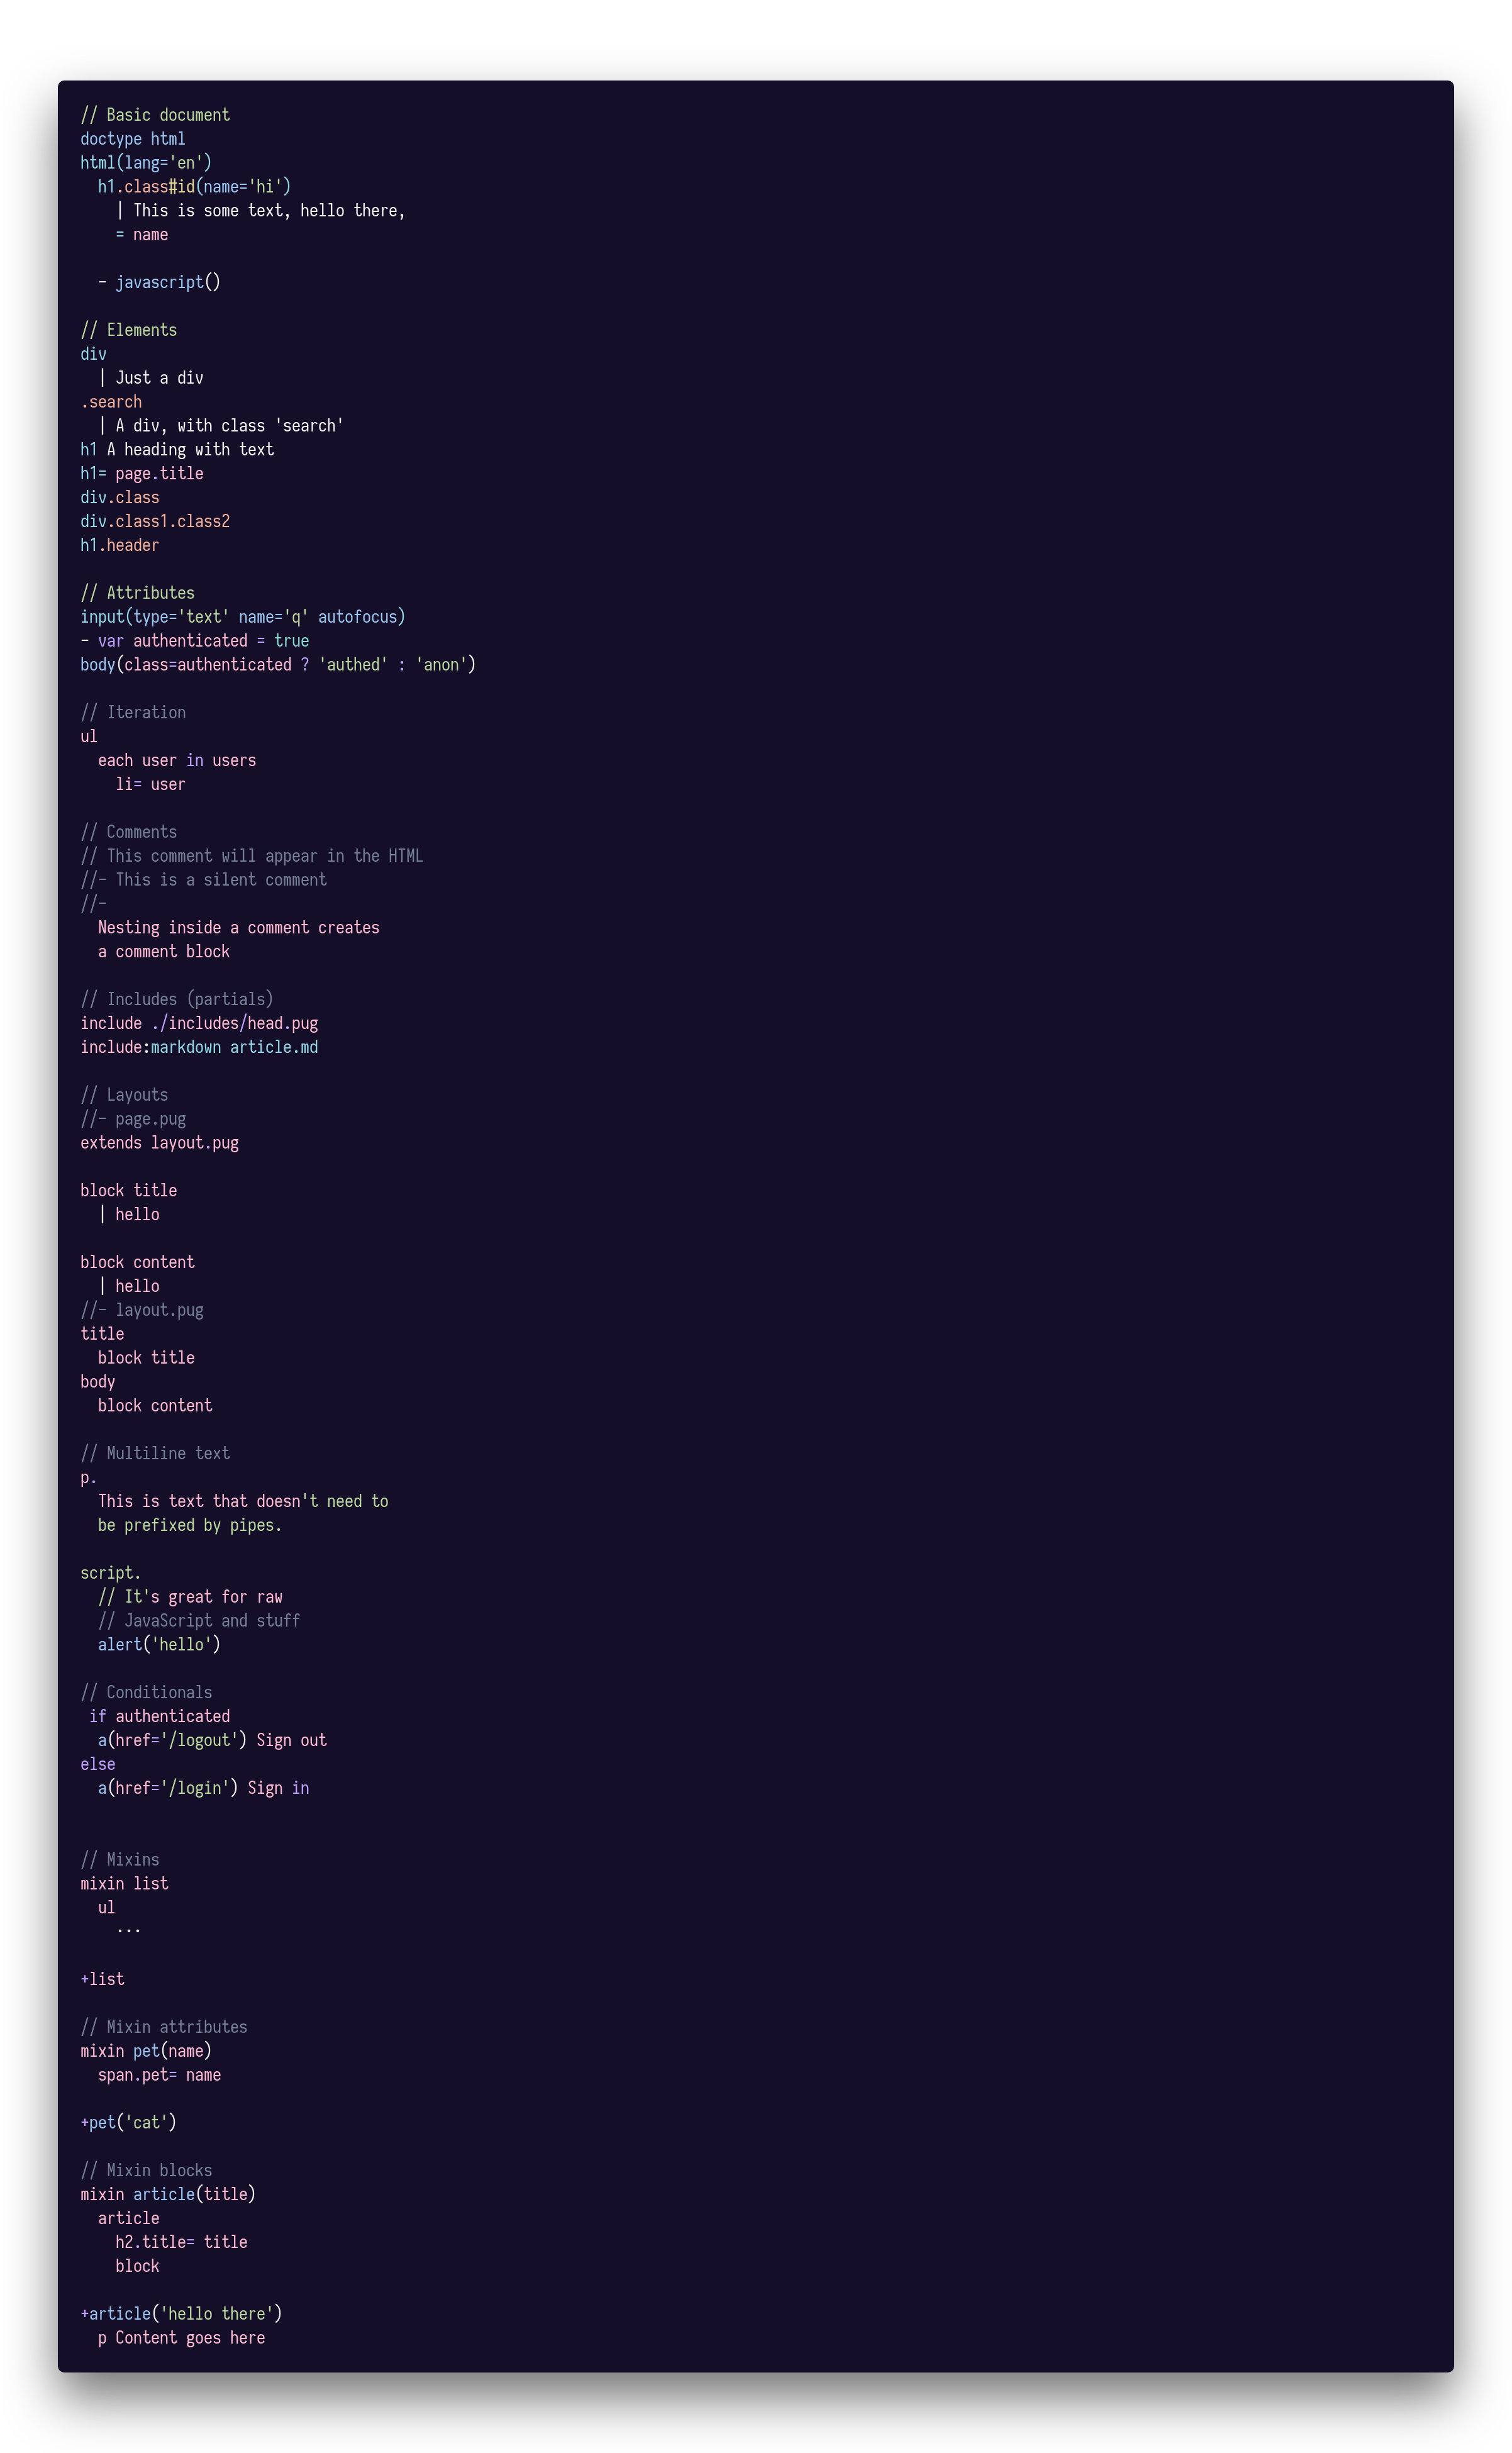 // Basic document
doctype html
html(lang='en')
  h1.class#id(name='hi')
    | This is some text, hello there,
    = name

  - javascript()

// Elements
div
  | Just a div
.search
  | A div, with class 'search'
h1 A heading with text
h1= page.title
div.class
div.class1.class2
h1.header

// Attributes
input(type='text' name='q' autofocus)
- var authenticated = true
body(class=authenticated ? 'authed' : 'anon')

// Iteration
ul
  each user in users
    li= user

// Comments
// This comment will appear in the HTML
//- This is a silent comment
//-
  Nesting inside a comment creates
  a comment block

// Includes (partials)
include ./includes/head.pug
include:markdown article.md

// Layouts
//- page.pug
extends layout.pug

block title
  | hello

block content
  | hello
//- layout.pug
title
  block title
body
  block content

// Multiline text
p.
  This is text that doesn't need to
  be prefixed by pipes.

script.
  // It's great for raw
  // JavaScript and stuff
  alert('hello')

// Conditionals
 if authenticated
  a(href='/logout') Sign out
else
  a(href='/login') Sign in


// Mixins
mixin list
  ul
    ...

+list

// Mixin attributes
mixin pet(name)
  span.pet= name

+pet('cat')

// Mixin blocks
mixin article(title)
  article
    h2.title= title
    block

+article('hello there')
  p Content goes here